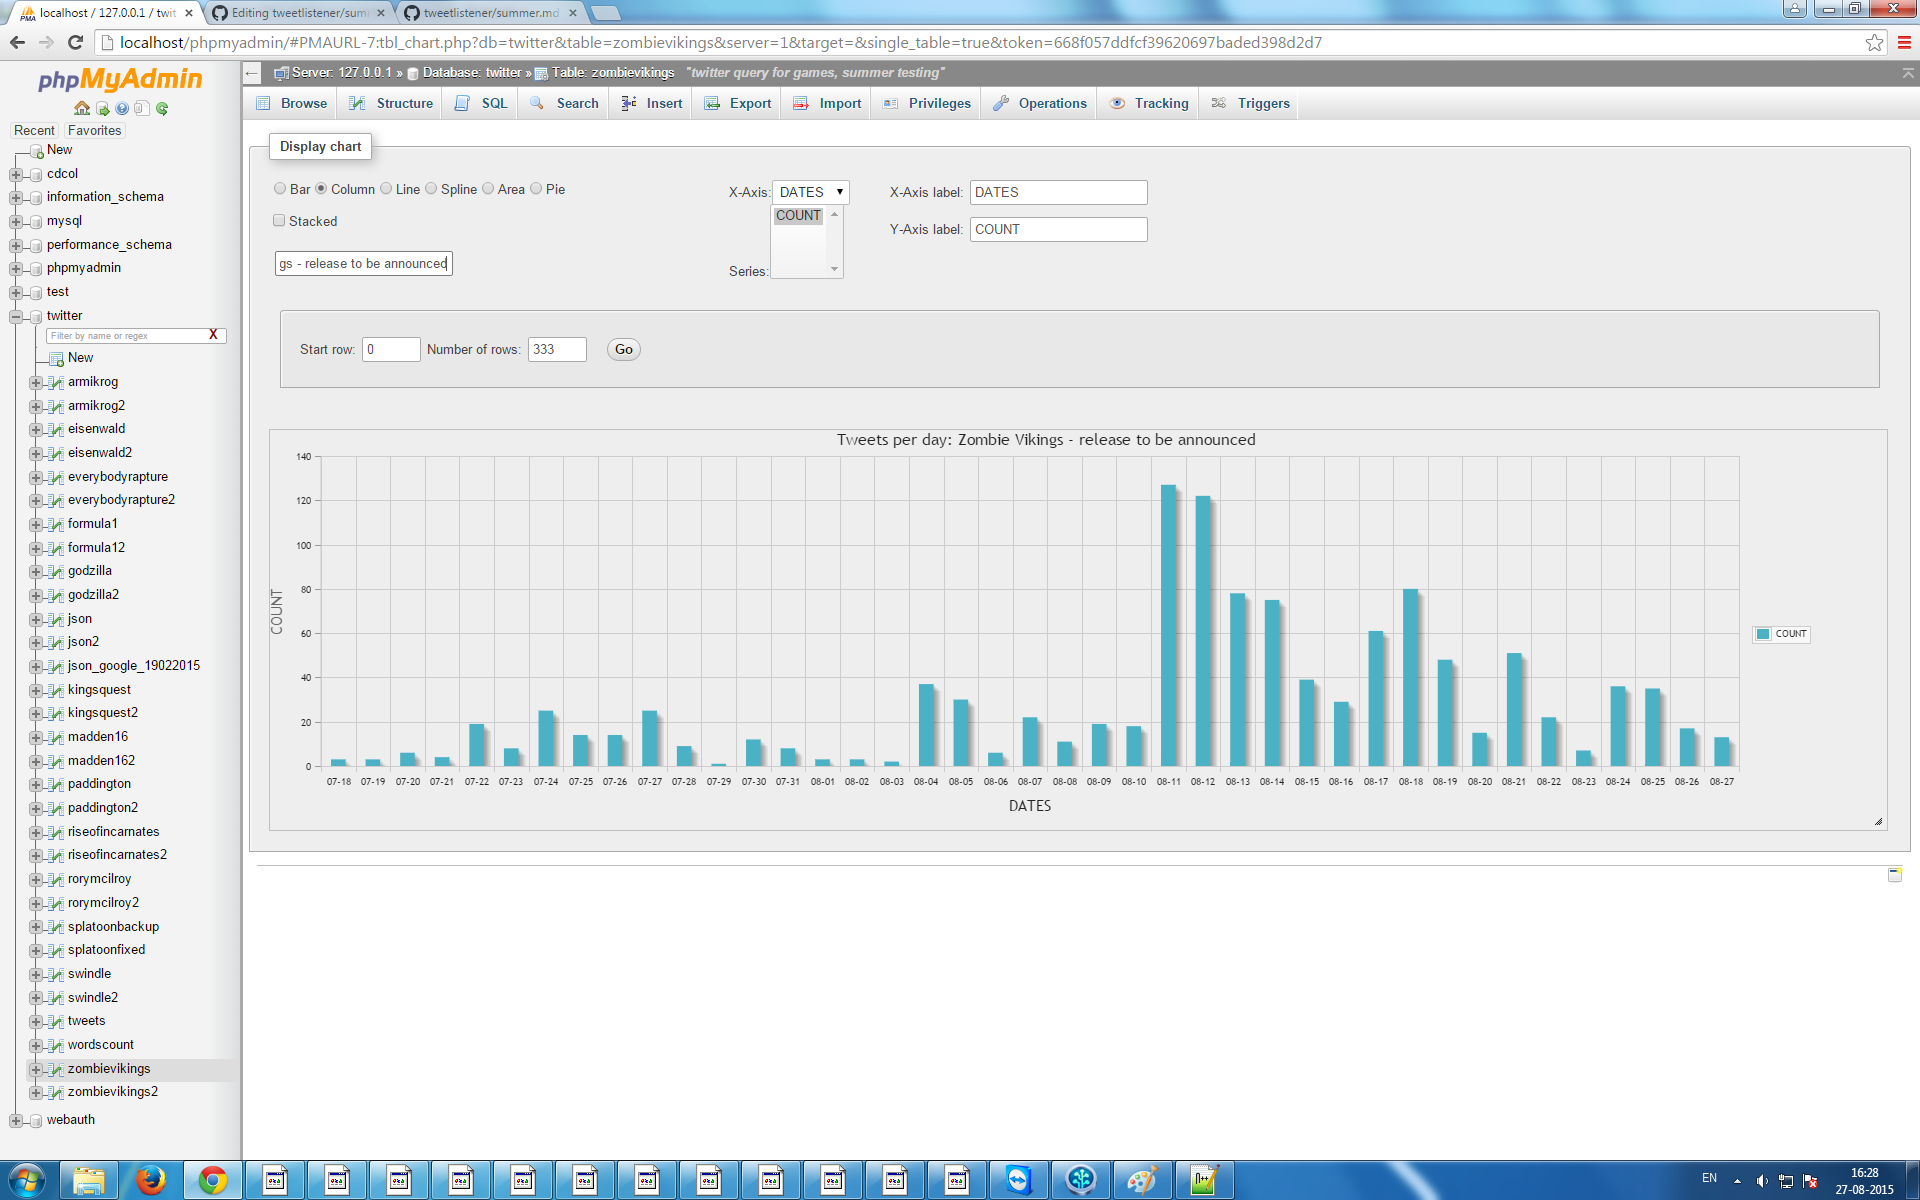 localhost / 127.0.0.1 / twit
Editing tweetlistener/sum
tweetlistener/summer.md
localhost/phpmyadmin/#PMAURL-7:tbl_chart.php?db=twitter&table=zombievikings&server=1&target=&single_table=true&token=668f057ddfcf39620697baded398d2d7
phpMyAdmin
Recent
Favorites
New
cdcol
information_schema
mysql
performance_schema
phpmyadmin
test
twitter
Filter by name or regex
X
New
armikrog
armikrog2
eisenwald
eisenwald2
everybodyrapture
everybodyrapture2
formula1
formula12
godzilla
godzilla2
json
json2
json_google_19022015
kingsquest
kingsquest2
madden16
madden162
paddington
paddington2
riseofincarnates
riseofincarnates2
rorymcilroy
rorymcilroy2
splatoonbackup
splatoonfixed
swindle
swindle2
tweets
wordscount
zombievikings
zombievikings2
webauth
Server: 127.0.0.1 » Database: twitter » Table: zombievikings "twitter query for games, summer testing"
Browse
Structure
SQL
Search
Insert
Export
Import
Privileges
Operations
Tracking
Triggers
Display chart
Bar Column Line Spline Area Pie
Stacked
gs - release to be announced
X-Axis: DATES
COUNT
Series:
X-Axis label: DATES
Y-Axis label: COUNT
Start row: 0 Number of rows: 333 Go
Tweets per day: Zombie Vikings - release to be announced
140
120
100
80
60
40
20
0
COUNT
07-18 07-19 07-20 07-21 07-22 07-23 07-24 07-25 07-26 07-27 07-28 07-29 07-30 07-31 08-01 08-02 08-03 08-04 08-05 08-06 08-07 08-08 08-09 08-10 08-11 08-12 08-13 08-14 08-15 08-16 08-17 08-18 08-19 08-20 08-21 08-22 08-23 08-24 08-25 08-26 08-27
DATES
COUNT
EN
16:28
27-08-2015